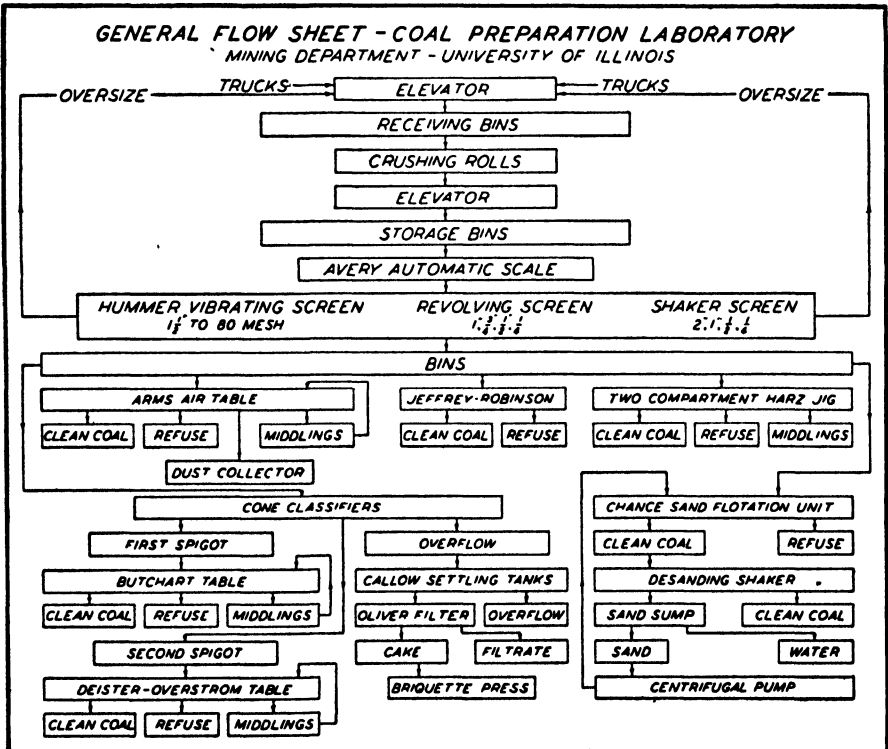 GENERAL FLOW SHEET - COAL PREPARATION LABORATORY
MINING DEPARTMENT - UNIVERSITY OF ILLINOIS
OVERSIZE TRUCKS ELEVATOR TRUCKS OVERSIZE
RECEIVING BINS
CRUSHING ROLLS
ELEVATOR
STORAGE BINS
AVERY AUTOMATIC SCALE
HUMMER VIBRATING SCREEN REVOLVING SCREEN SHAKER SCREEN
TO 80 MESH
BINS
ARMS AIR TABLE JEFFREY-ROBINSON TWO COMPARTMENT HARZ JIG
CLEAN COAL REFUSE MIDDLINGS CLEAN COAL REFUSE CLEAN COAL REFUSE MIDDLINGS
DUST COLLECTOR
CONE CLASSIFIERS CHANCE SAND FLOTATION UNIT
FIRST SPIGOT OVERFLOW CLEAN COAL REFUSE
BUTCHART TABLE CALLOW SETTLING TANKS DESANDING SHAKER
CLEAN COAL REFUSE MIDDLINGS OLIVER FILTER OVERFLOW SAND SUMP CLEAN COAL
SECOND SPIGOT CAKE FILTRATE SAND WATER
DEISTER-OVERSTROM TABLE BRIQUETTE PRESS CENTRIFUGAL PUMP
CLEAN COAL REFUSE MIDDLINGS